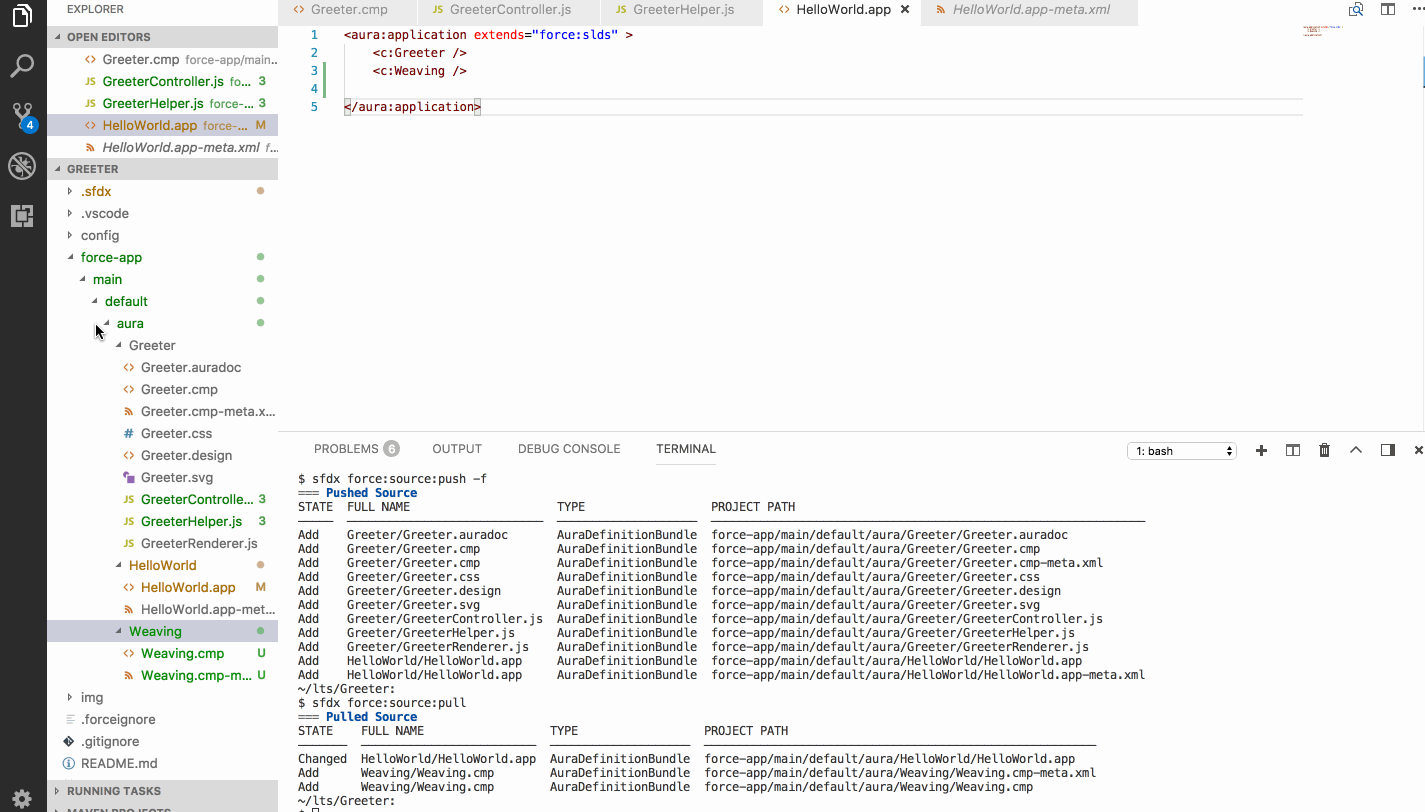 EXPLORER
OPEN EDITORS
Greeter.cmp force-app/main...
GreeterController.js fo... 3
GreeterHelper.js force-... 3
HelloWorld.app force-... M
HelloWorld.app-meta.xml f...
4
GREETER
.sfdx
.vscode
config
force-app
main
default
aura
Greeter
Greeter.auradoc
Greeter.cmp
Greeter.cmp-meta.x...
# Greeter.css
Greeter.design
Greeter.svg
JS GreeterControlle... 3
JS GreeterHelper.js 3
JS GreeterRenderer.js
HelloWorld
HelloWorld.app M
HelloWorld.app-met...
Weaving
Weaving.cmp U
Weaving.cmp-m... U
img
.forceignore
.gitignore
README.md
RUNNING TASKS
MAVEN PROJECTS
Greeter.cmp JS GreeterController.js JS GreeterHelper.js HelloWorld.app HelloWorld.app-meta.xml
1 <aura:application extends="force:slds" >
2 <c:Greeter />
3 <c:Weaving />
4
5 </aura:application>
PROBLEMS 6 OUTPUT DEBUG CONSOLE TERMINAL 1: bash
$ sfdx force:source:push -f
=== Pushed Source
STATE FULL NAME TYPE PROJECT PATH
Add Greeter/Greeter.auradoc AuraDefinitionBundle force-app/main/default/aura/Greeter/Greeter.auradoc
Add Greeter/Greeter.cmp AuraDefinitionBundle force-app/main/default/aura/Greeter/Greeter.cmp
Add Greeter/Greeter.cmp AuraDefinitionBundle force-app/main/default/aura/Greeter/Greeter.cmp-meta.xml
Add Greeter/Greeter.css AuraDefinitionBundle force-app/main/default/aura/Greeter/Greeter.css
Add Greeter/Greeter.design AuraDefinitionBundle force-app/main/default/aura/Greeter/Greeter.design
Add Greeter/Greeter.svg AuraDefinitionBundle force-app/main/default/aura/Greeter/Greeter.svg
Add Greeter/GreeterController.js AuraDefinitionBundle force-app/main/default/aura/Greeter/GreeterController.js
Add Greeter/GreeterHelper.js AuraDefinitionBundle force-app/main/default/aura/Greeter/GreeterHelper.js
Add Greeter/GreeterRenderer.js AuraDefinitionBundle force-app/main/default/aura/Greeter/GreeterRenderer.js
Add HelloWorld/HelloWorld.app AuraDefinitionBundle force-app/main/default/aura/HelloWorld/HelloWorld.app
Add HelloWorld/HelloWorld.app AuraDefinitionBundle force-app/main/default/aura/HelloWorld/HelloWorld.app-meta.xml
~/lts/Greeter:
$ sfdx force:source:pull
=== Pulled Source
STATE FULL NAME TYPE PROJECT PATH
Changed HelloWorld/HelloWorld.app AuraDefinitionBundle force-app/main/default/aura/HelloWorld/HelloWorld.app
Add Weaving/Weaving.cmp AuraDefinitionBundle force-app/main/default/aura/Weaving/Weaving.cmp-meta.xml
Add Weaving/Weaving.cmp AuraDefinitionBundle force-app/main/default/aura/Weaving/Weaving.cmp
~/lts/Greeter:
$